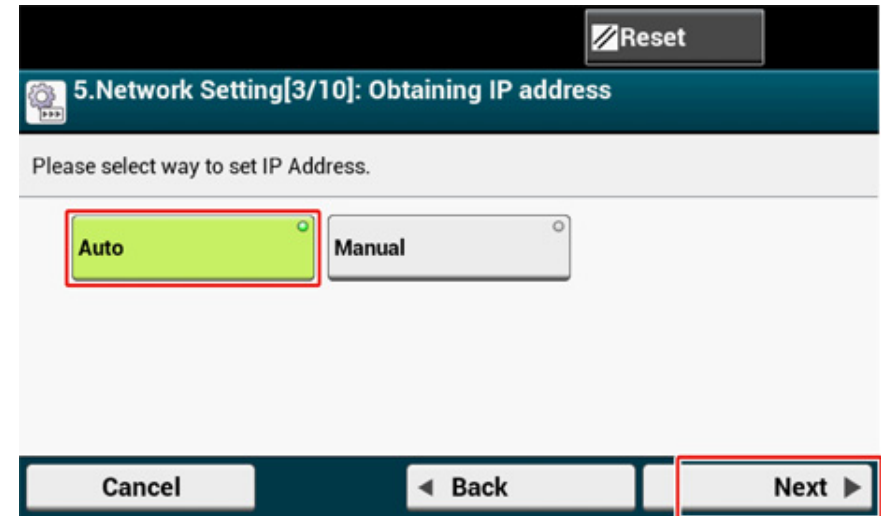 Reset
5.Network Setting[3/10]: Obtaining IP address
Please select way to set IP Address.
Auto
Manual
Cancel
Back
Next